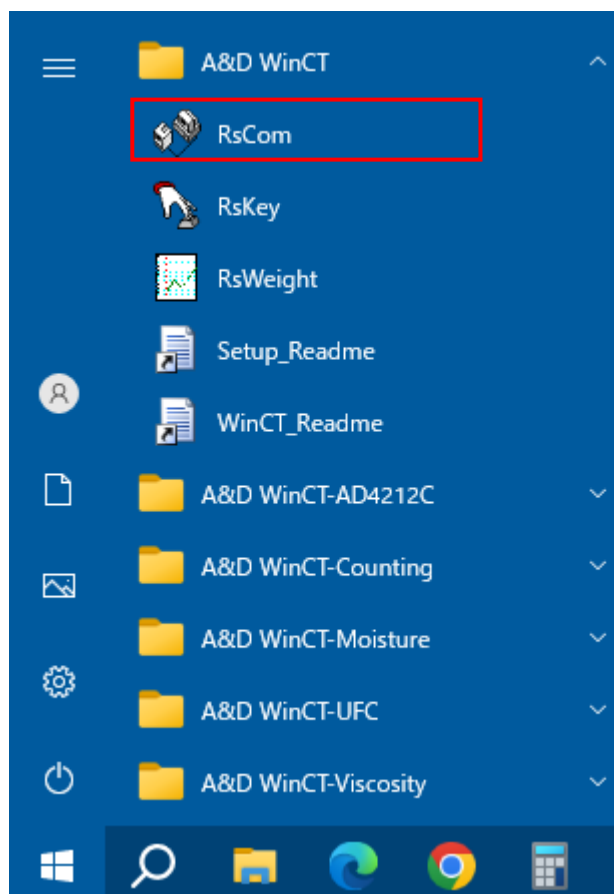 A&D WinCT
RsCom
RsKey
RsWeight
Setup_Readme
WinCT_Readme
A&D WinCT-AD4212C
A&D WinCT-Counting
A&D WinCT-Moisture
A&D WinCT-UFC
A&D WinCT-Viscosity